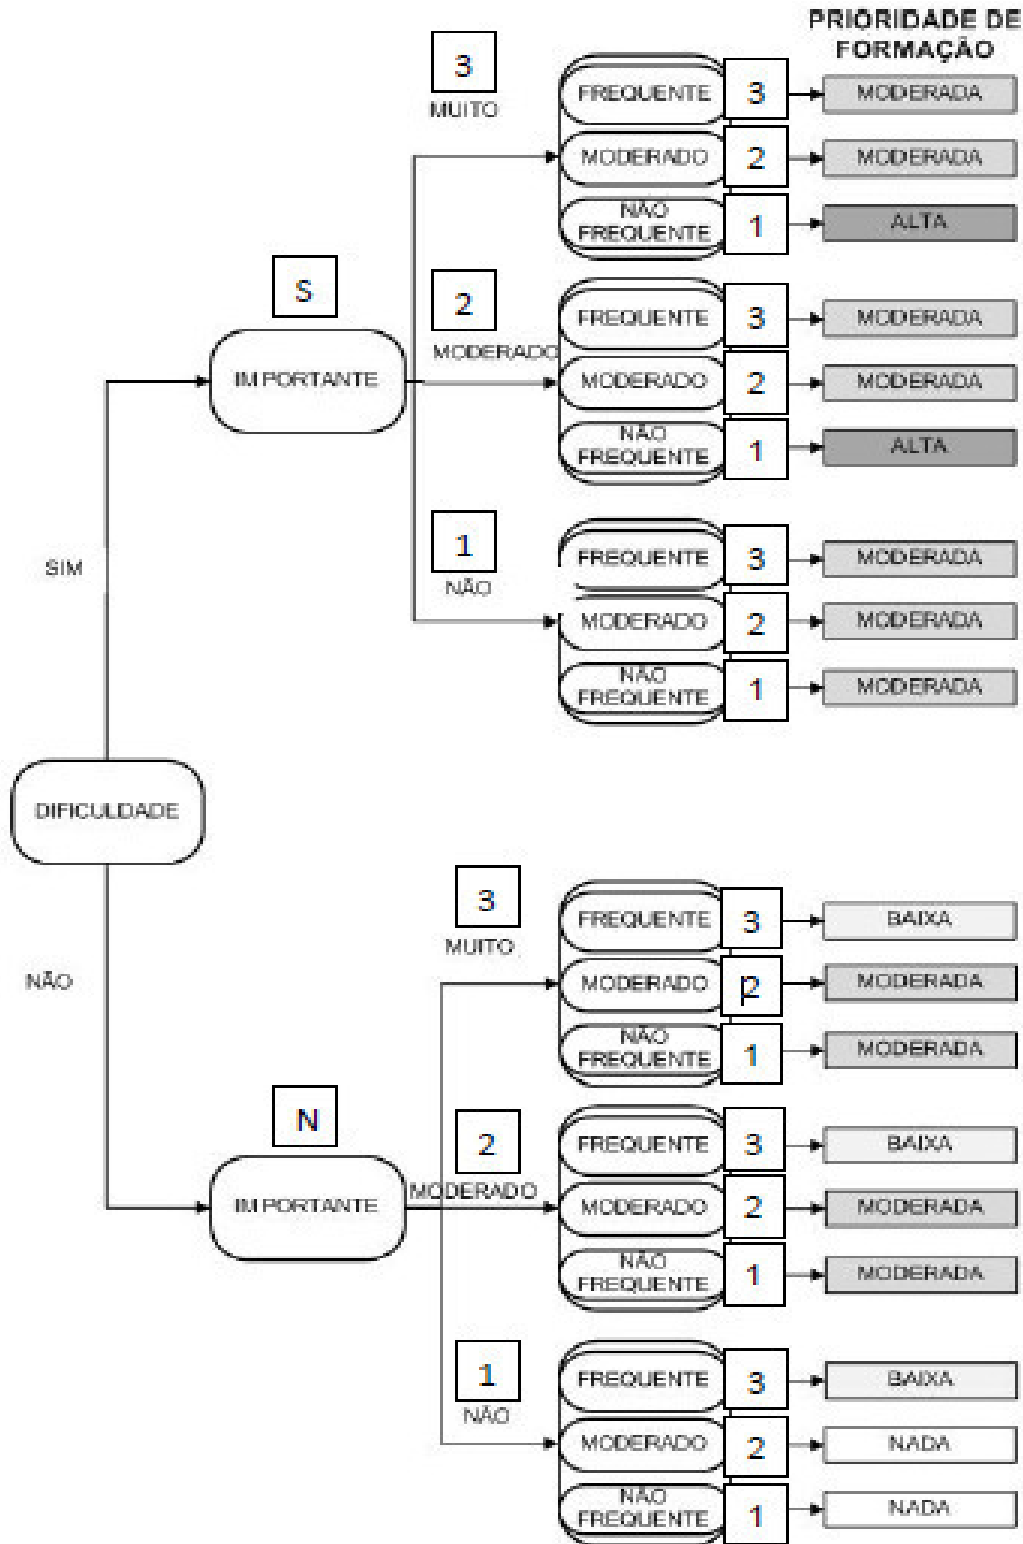 PRIORIDADE DE
FORMAÇÃO
3
MUITO
FREQUENTE 3 MODERADA
MODERADO 2 MODERADA
NÃO
FREQUENTE 1 ALTA
S
IMPORTANTE
2
MODERADO
FREQUENTE 3 MODERADA
MODERADO 2 MODERADA
NÃO
FREQUENTE 1 ALTA
1
NÃO
FREQUENTE 3 MODERADA
MODERADO 2 MODERADA
NÃO
FREQUENTE 1 MODERADA
SIM
DIFICULDADE
NÃO
3
MUITO
FREQUENTE 3 BAIXA
MODERADO 2 MODERADA
NÃO
FREQUENTE 1 MODERADA
N
IMPORTANTE
2
MODERADO
FREQUENTE 3 BAIXA
MODERADO 2 MODERADA
NÃO
FREQUENTE 1 MODERADA
1
NÃO
FREQUENTE 3 BAIXA
MODERADO 2 NADA
NÃO
FREQUENTE 1 NADA